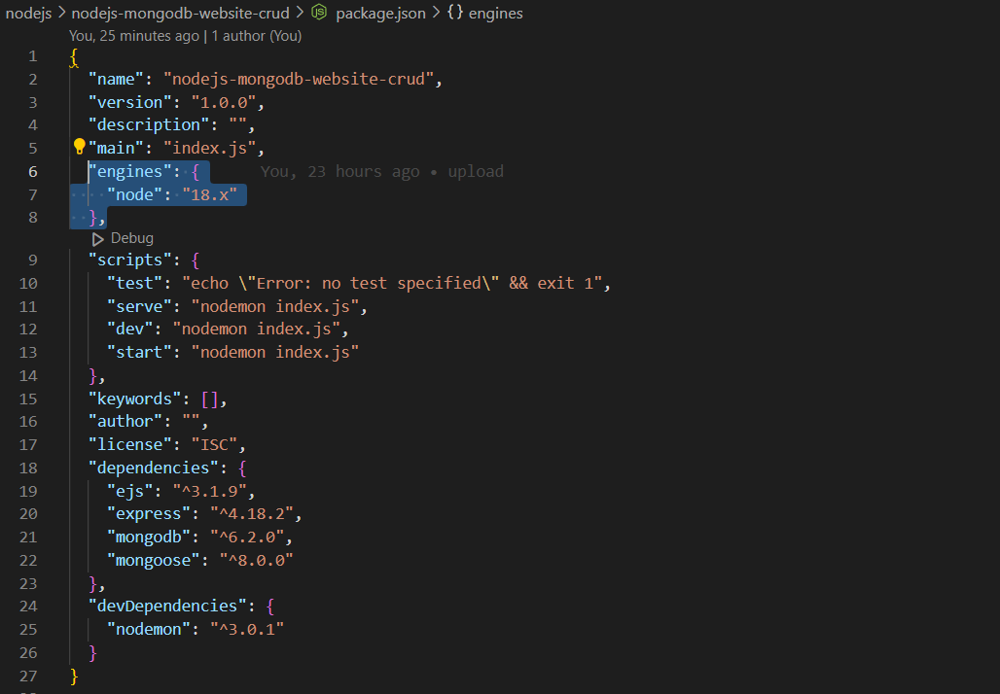 nodejs > nodejs-mongodb-website-crud > package.json > {} engines
You, 25 minutes ago | 1 author (You)
1 {
2 "name": "nodejs-mongodb-website-crud",
3 "version": "1.0.0",
4 "description": "",
5 "main": "index.js",
6 "engines": { You, 23 hours ago • upload
7 "node": "18.x"
8 },
Debug
9 "scripts": {
10 "test": "echo \"Error: no test specified\" && exit 1",
11 "serve": "nodemon index.js",
12 "dev": "nodemon index.js",
13 "start": "nodemon index.js"
14 },
15 "keywords": [],
16 "author": "",
17 "license": "ISC",
18 "dependencies": {
19 "ejs": "^3.1.9",
20 "express": "^4.18.2",
21 "mongodb": "^6.2.0",
22 "mongoose": "^8.0.0"
23 },
24 "devDependencies": {
25 "nodemon": "^3.0.1"
26 }
27 }